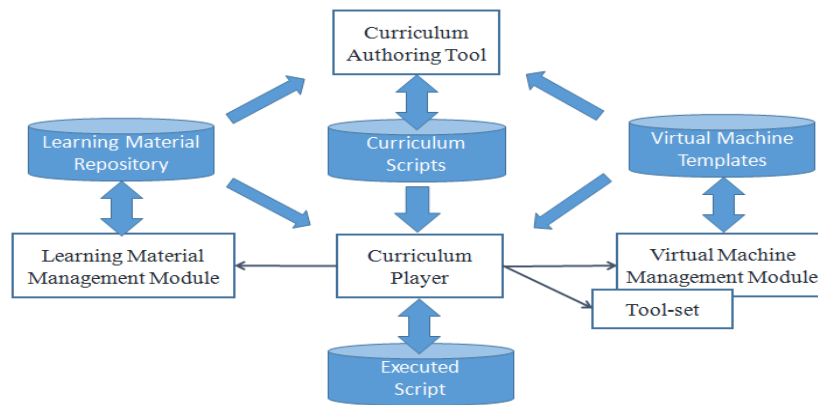 Curriculum
Authoring Tool
Learning Material
Repository
Curriculum
Scripts
Virtual Machine
Templates
Learning Material
Management Module
Curriculum
Player
Virtual Machine
Management Module
Tool-set
Executed
Script